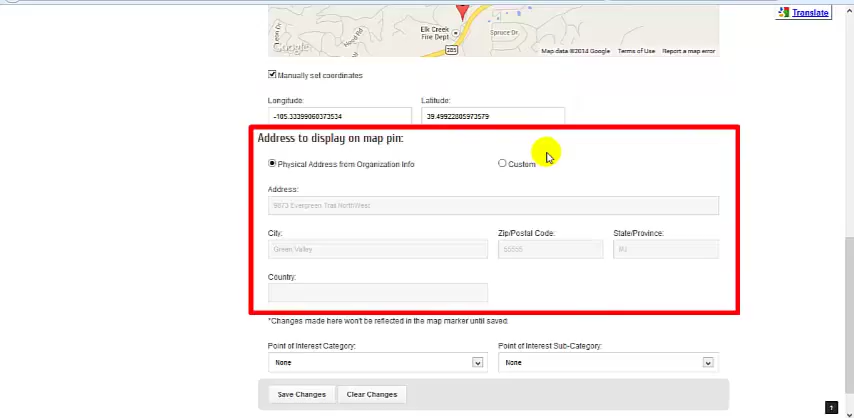 Translate
Elk Creek
Fire Dept.
Spruce Dr.
285
Google
Map data ©2014 Google Terms of Use Report a map error
Manually set coordinates
Longitude: Latitude:
-105.33399060373534 39.49922805973579
Address to display on map pin:
Physical Address from Organization Info Custom
Address:
9873 Evergreen Trail NorthWest
City: Zip/Postal Code: State/Province:
Green Valley 55555
Country:
*Changes made here won't be reflected in the map marker until saved.
Point of Interest Category: Point of Interest Sub-Category:
None None
Save Changes Clear Changes